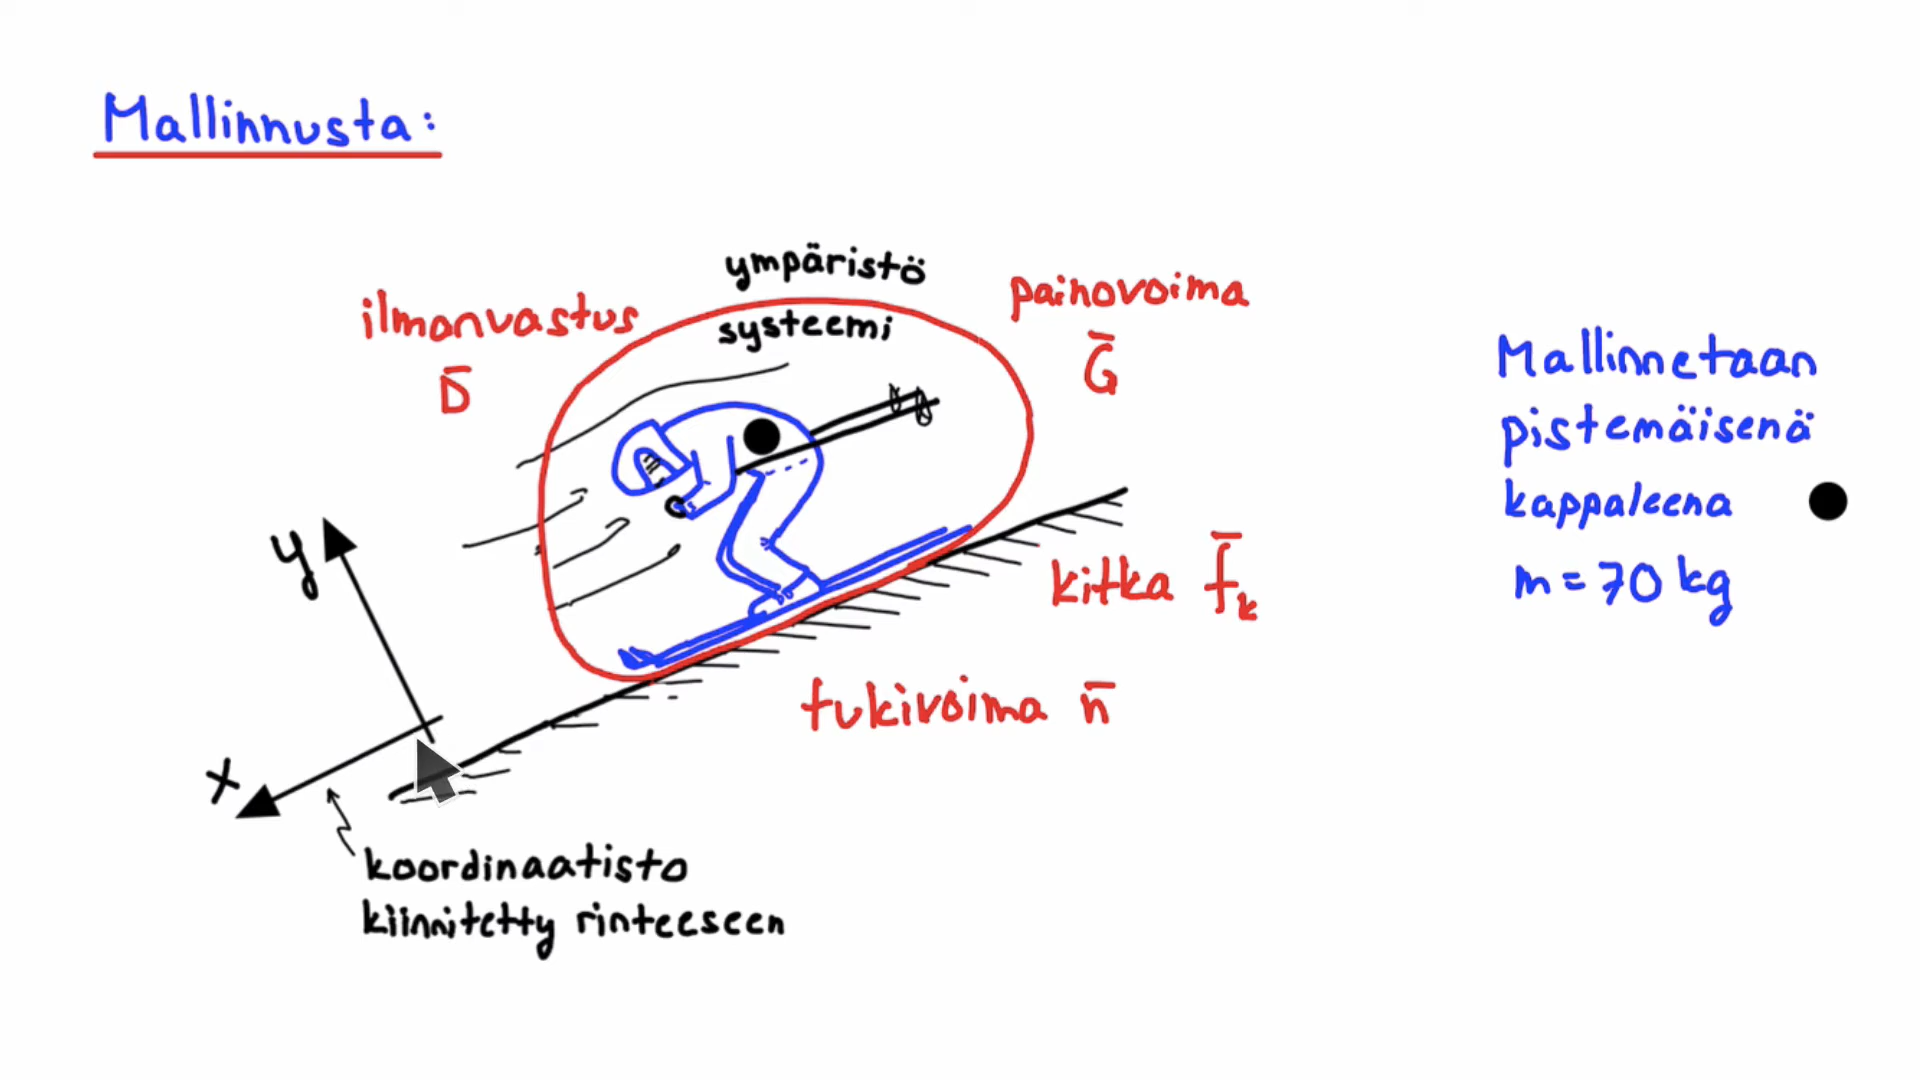 Mallinnusta:
ympäristö
systeemi
ilmanvastus
D̄
painovoima
Ḡ
Mallinnetaan
pistemäisenä
kappaleena
m = 70 kg
y
x
kitka f̄k
tukivoima n̄
koordinaatisto
kiinnitetty rinteeseen